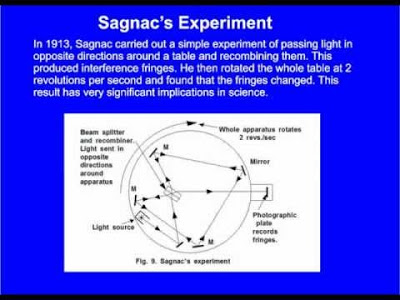 Sagnac's Experiment
In 1913, Sagnac carried out a simple experiment of passing light in
opposite directions around a table and recombining them. This
produced interference fringes. He then rotated the whole table at 2
revolutions per second and found that the fringes changed. This
result has very significant implications in science.
Beam splitter
and recombiner.
Light sent in
opposite
directions
around
apparatus
Whole apparatus rotates
2 revs./sec
M
M
Mirror
M
Light source
M
Photographic
plate
records
fringes.
Fig. 9. Sagnac's experiment